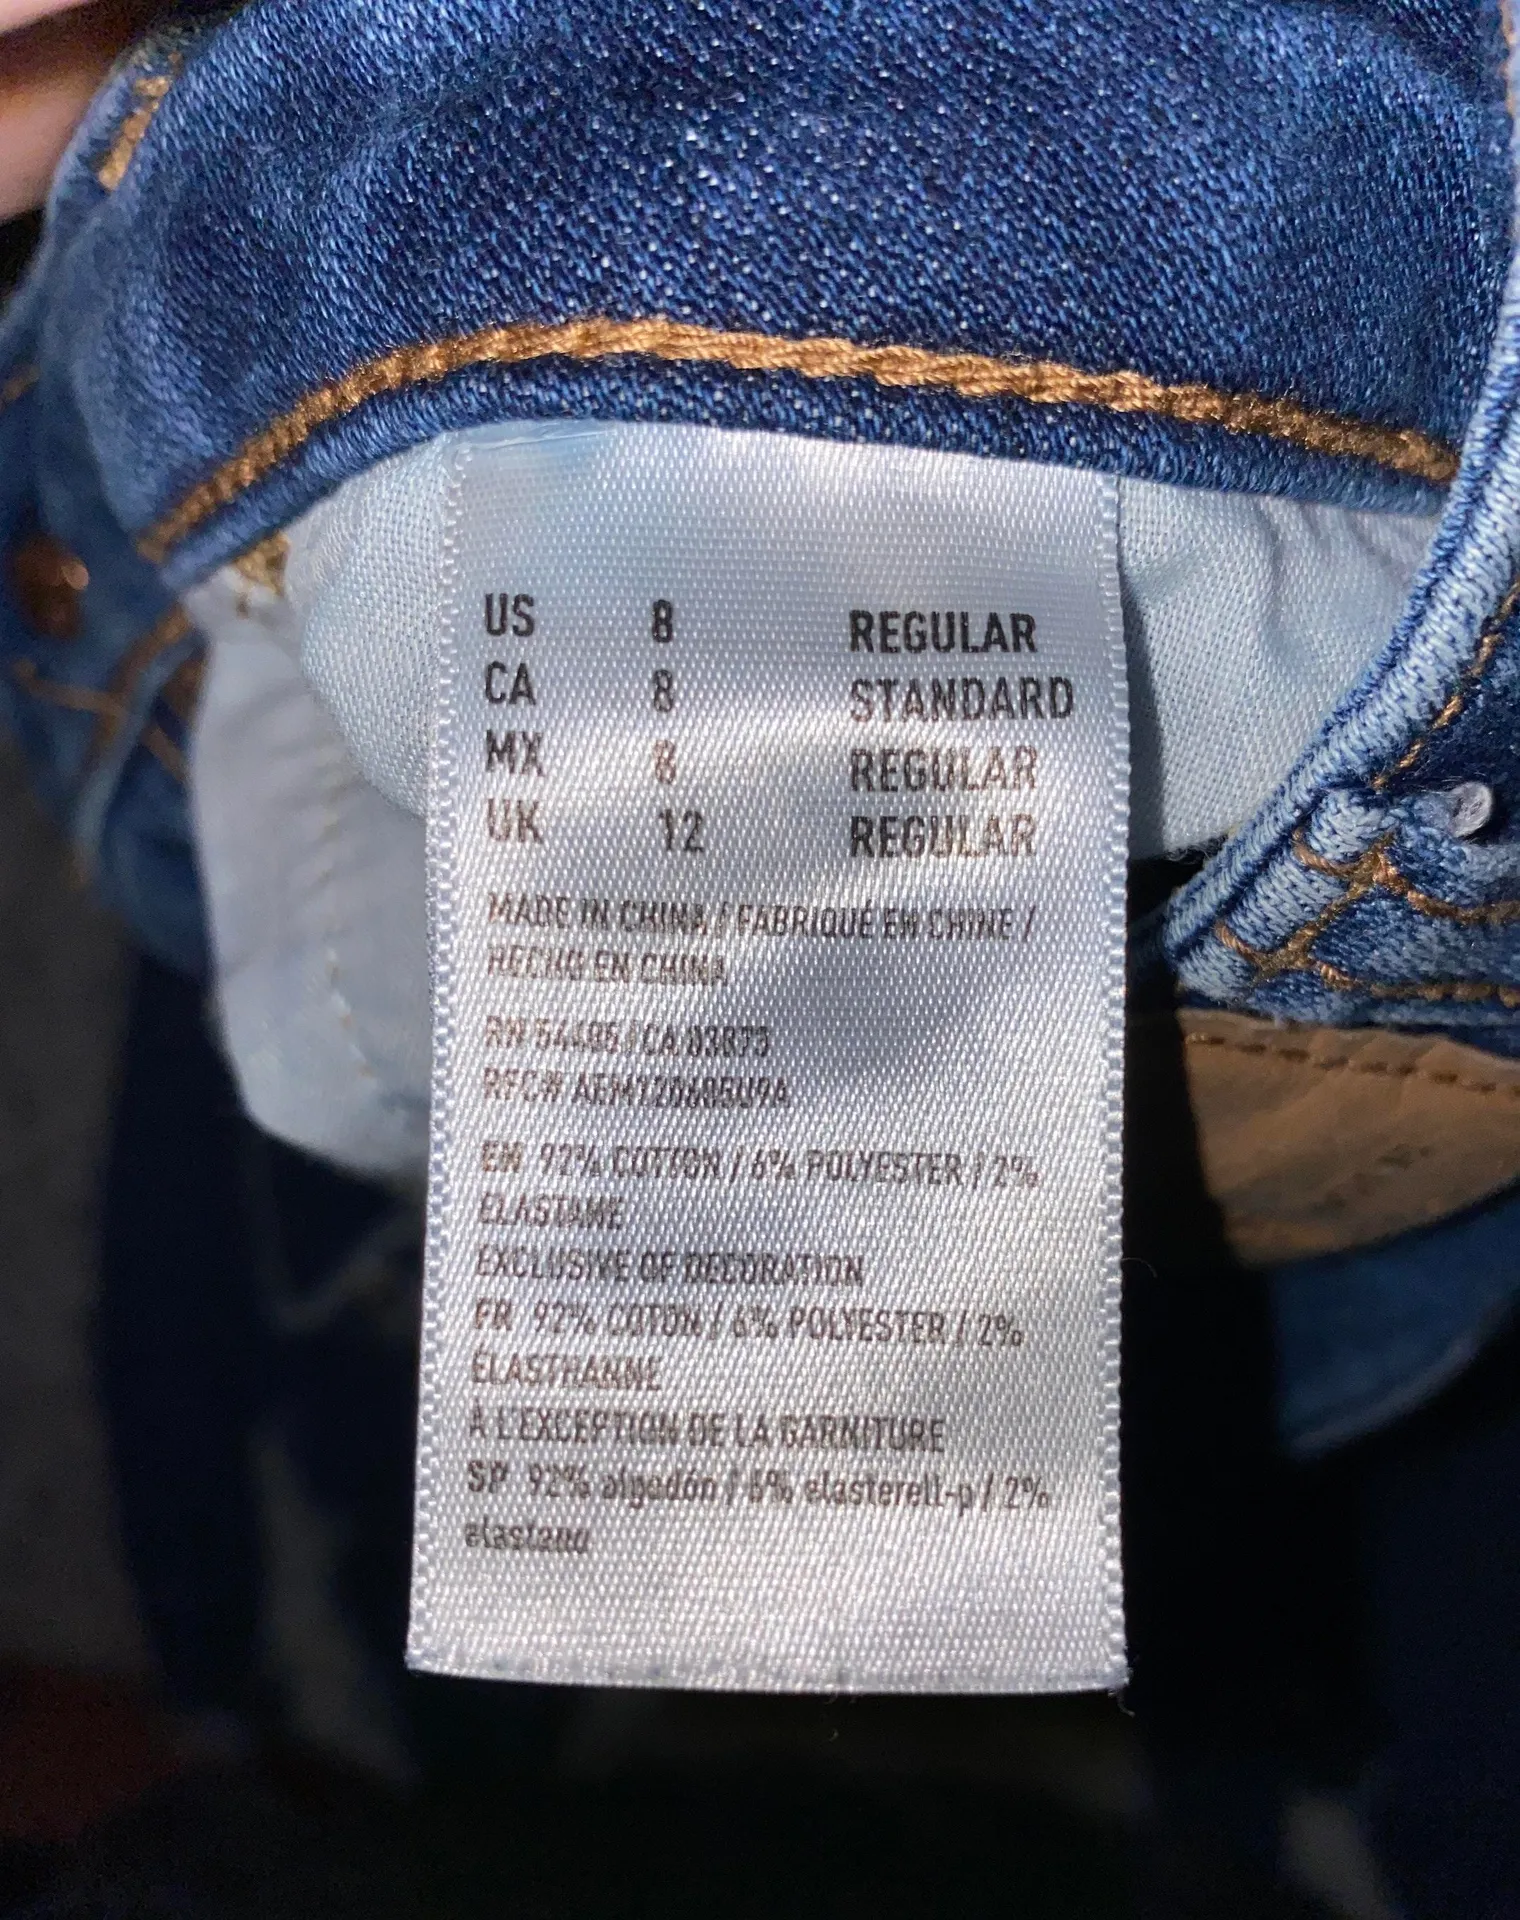 US 8 REGULAR
CA 8 STANDARD
MX 8 REGULAR
UK 12 REGULAR
MADE IN CHINA / FABRIQUÉ EN CHINE /
HECHO EN CHINA
RN 54485 / CA 03873
RFC# AEM120605U9A
EN 92% COTTON / 6% POLYESTER / 2%
ELASTANE
EXCLUSIVE OF DECORATION
FR 92% COTON / 6% POLYESTER / 2%
ÉLASTHANNE
À L'EXCEPTION DE LA GARNITURE
SP 92% algodón / 6% elasterell-p / 2%
elastano